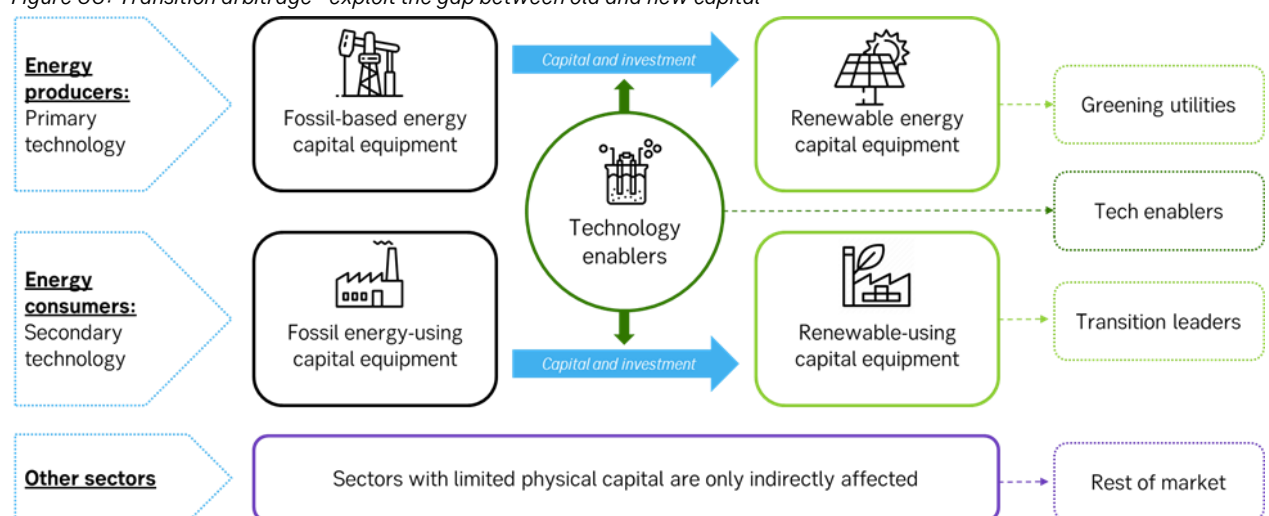 Energy
producers:
Primary
technology
Fossil-based energy
capital equipment
Capital and investment
Renewable energy
capital equipment
Greening utilities
Technology
enablers
Tech enablers
Energy
consumers:
Secondary
technology
Fossil energy-using
capital equipment
Capital and investment
Renewable-using
capital equipment
Transition leaders
Other sectors
Sectors with limited physical capital are only indirectly affected
Rest of market